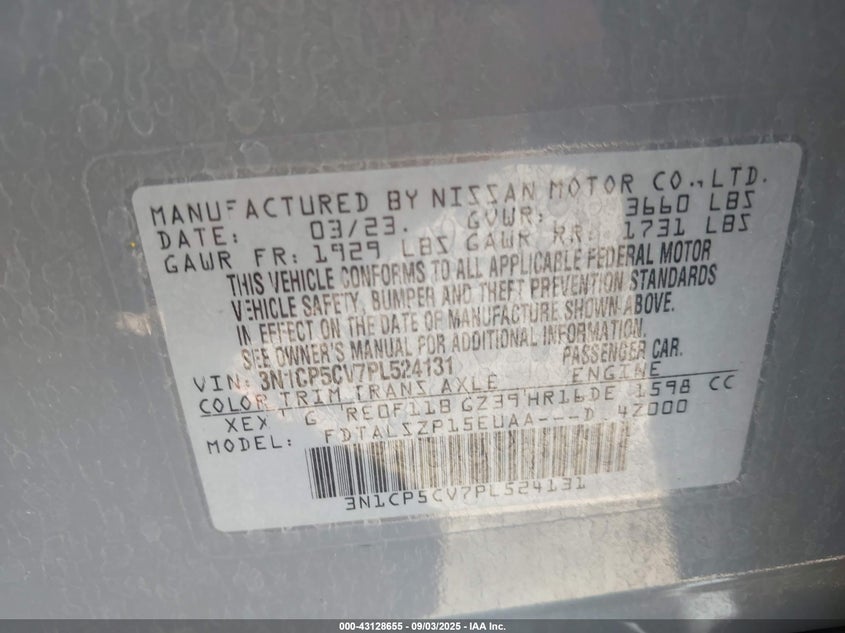 MANUFACTURED BY NISSAN MOTOR CO., LTD.
DATE: 03/23. GVWR: 3660 LBS
GAWR FR: 1929 LBS GAWR RR: 1731 LBS
THIS VEHICLE CONFORMS TO ALL APPLICABLE FEDERAL MOTOR
VEHICLE SAFETY, BUMPER AND THEFT PREVENTION STANDARDS
IN EFFECT ON THE DATE OF MANUFACTURE SHOWN ABOVE.
SEE OWNER'S MANUAL FOR ADDITIONAL INFORMATION.
VIN: 3N1CP5CV7PL524131 PASSENGER CAR.
COLOR TRIM TRANS AXLE ENGINE
XEX G RE0F11B GZ39 HR16DE 1598 CC
MODEL: FDTALSZP15EUAA---D 4Z000
3N1CP5CV7PL524131
000-43128655 - 09/03/2025 - IAA Inc.